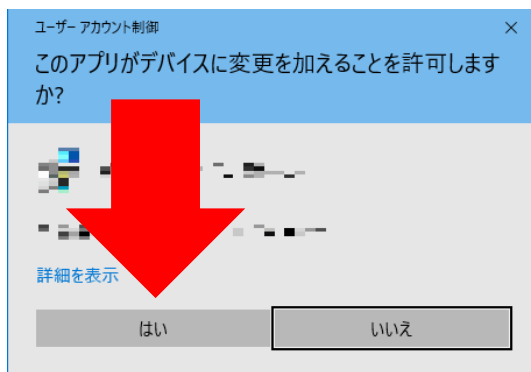 ユーザー アカウント制御
このアプリがデバイスに変更を加えることを許可します
か?
詳細を表示
はい
いいえ